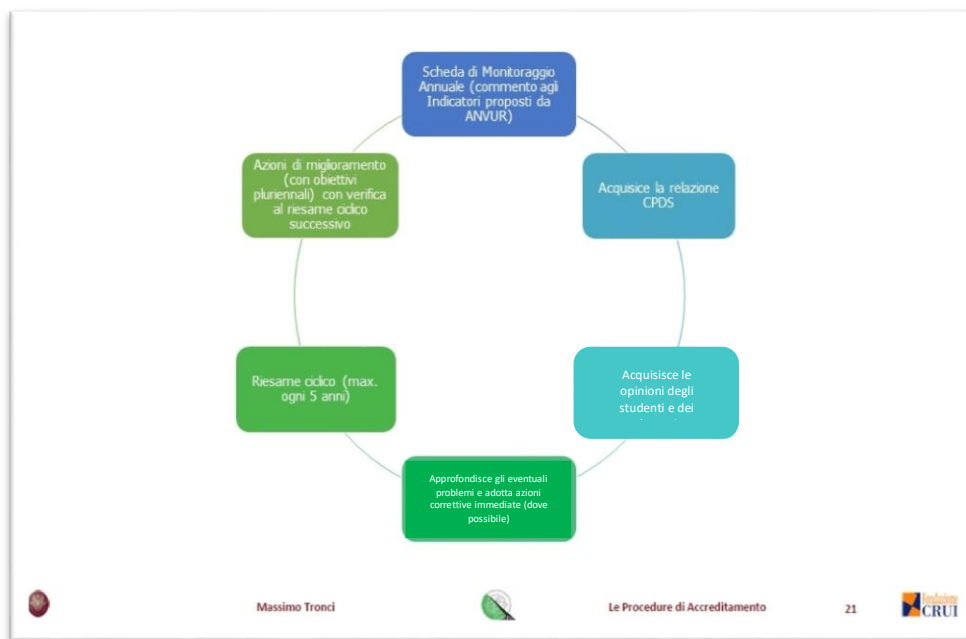 Scheda di Monitoraggio
Annuale (commento agli
Indicatori proposti da
ANVUR)
Acquisice la relazione
CPDS
Acquisisce le
opinioni degli
studenti e dei
Approfondisce gli eventuali
problemi e adotta azioni
correttive immediate (dove
possibile)
Riesame ciclico (max.
ogni 5 anni)
Azioni di miglioramento
(con obiettivi
pluriennali) con verifica
al riesame ciclico
successivo
Massimo Tronci
Le Procedure di Accreditamento
21
Fondazione
CRUI